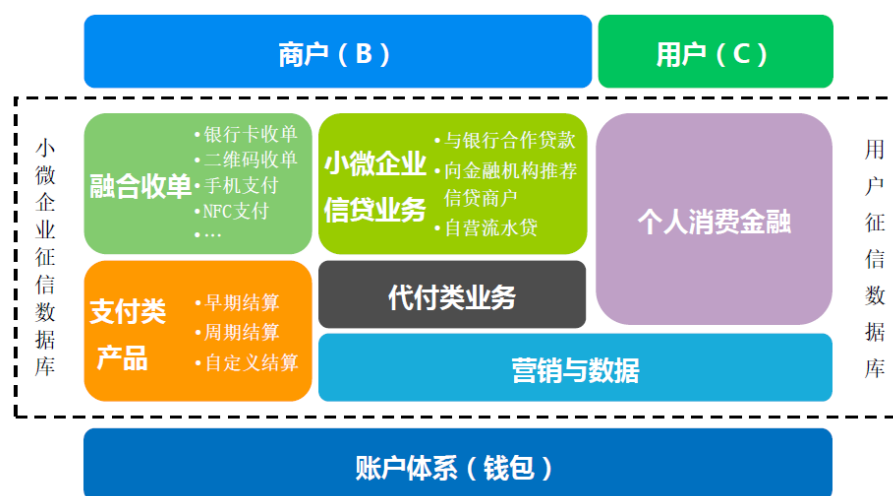 商户（B）
用户（C）
小微企业征信数据库
融合收单
•银行卡收单
•二维码收单
•手机支付
•NFC支付
•…
小微企业
信贷业务
•与银行合作贷款
•向金融机构推荐
信贷商户
•自营流水贷
个人消费金融
用户征信数据库
支付类
产品
•早期结算
•周期结算
•自定义结算
代付类业务
营销与数据
账户体系（钱包）